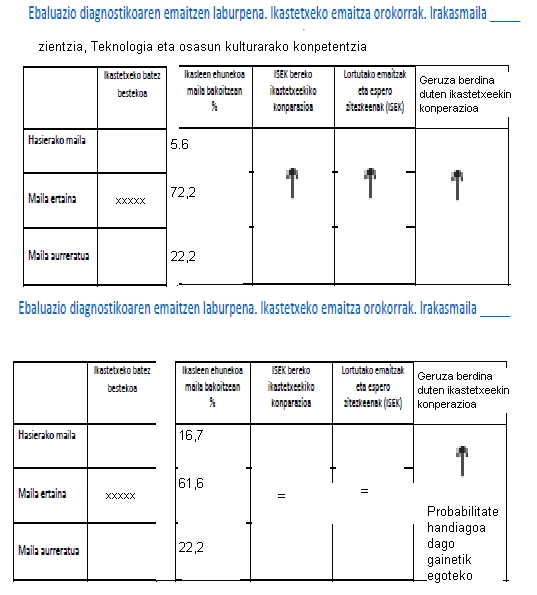 Ebaluazio diagnostikoaren emaitzen laburpena. Ikastetxeko emaitza orokorrak. Irakasmaila ____
zientzia, Teknologia eta osasun kulturarako konpetentzia
Ikastetxeko batez
bestekoa
Ikasleen ehunekoa
maila bakoitzean
%
ISEK bereko
ikastetxeekiko
konparazioa
Lortutako emaitzak
eta espero
zitezkeenak (ISEK)
Geruza berdina
duten ikastetxeekin
konperazioa
Hasierako maila
5.6
Maila ertaina
xxxxx
72,2
Maila aurreratua
22,2
Ebaluazio diagnostikoaren emaitzen laburpena. Ikastetxeko emaitza orokorrak. Irakasmaila ____
Ikastetxeko batez
bestekoa
Ikasleen ehunekoa
maila bakoitzean
%
ISEK bereko
ikastetxeekiko
konparazioa
Lortutako emaitzak
eta espero
zitezkeenak (ISEK)
Geruza berdina
duten ikastetxeekin
konperazioa
Hasierako maila
16,7
Maila ertaina
xxxxx
61,6
=
=
Probabilitate
handiagoa
dago
gainetik
egoteko
Maila aurreratua
22,2